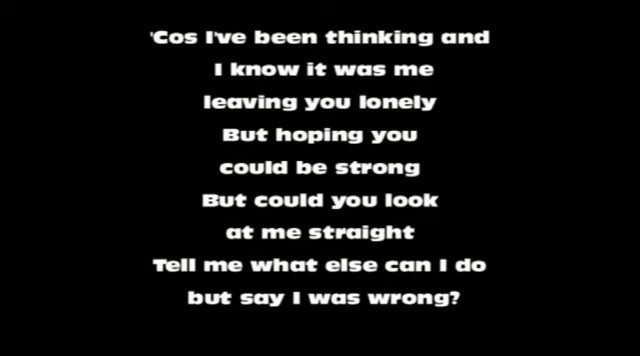 'Cos I've been thinking and
I know it was me
leaving you lonely
But hoping you
could be strong
But could you look
at me straight
Tell me what else can I do
but say I was wrong?